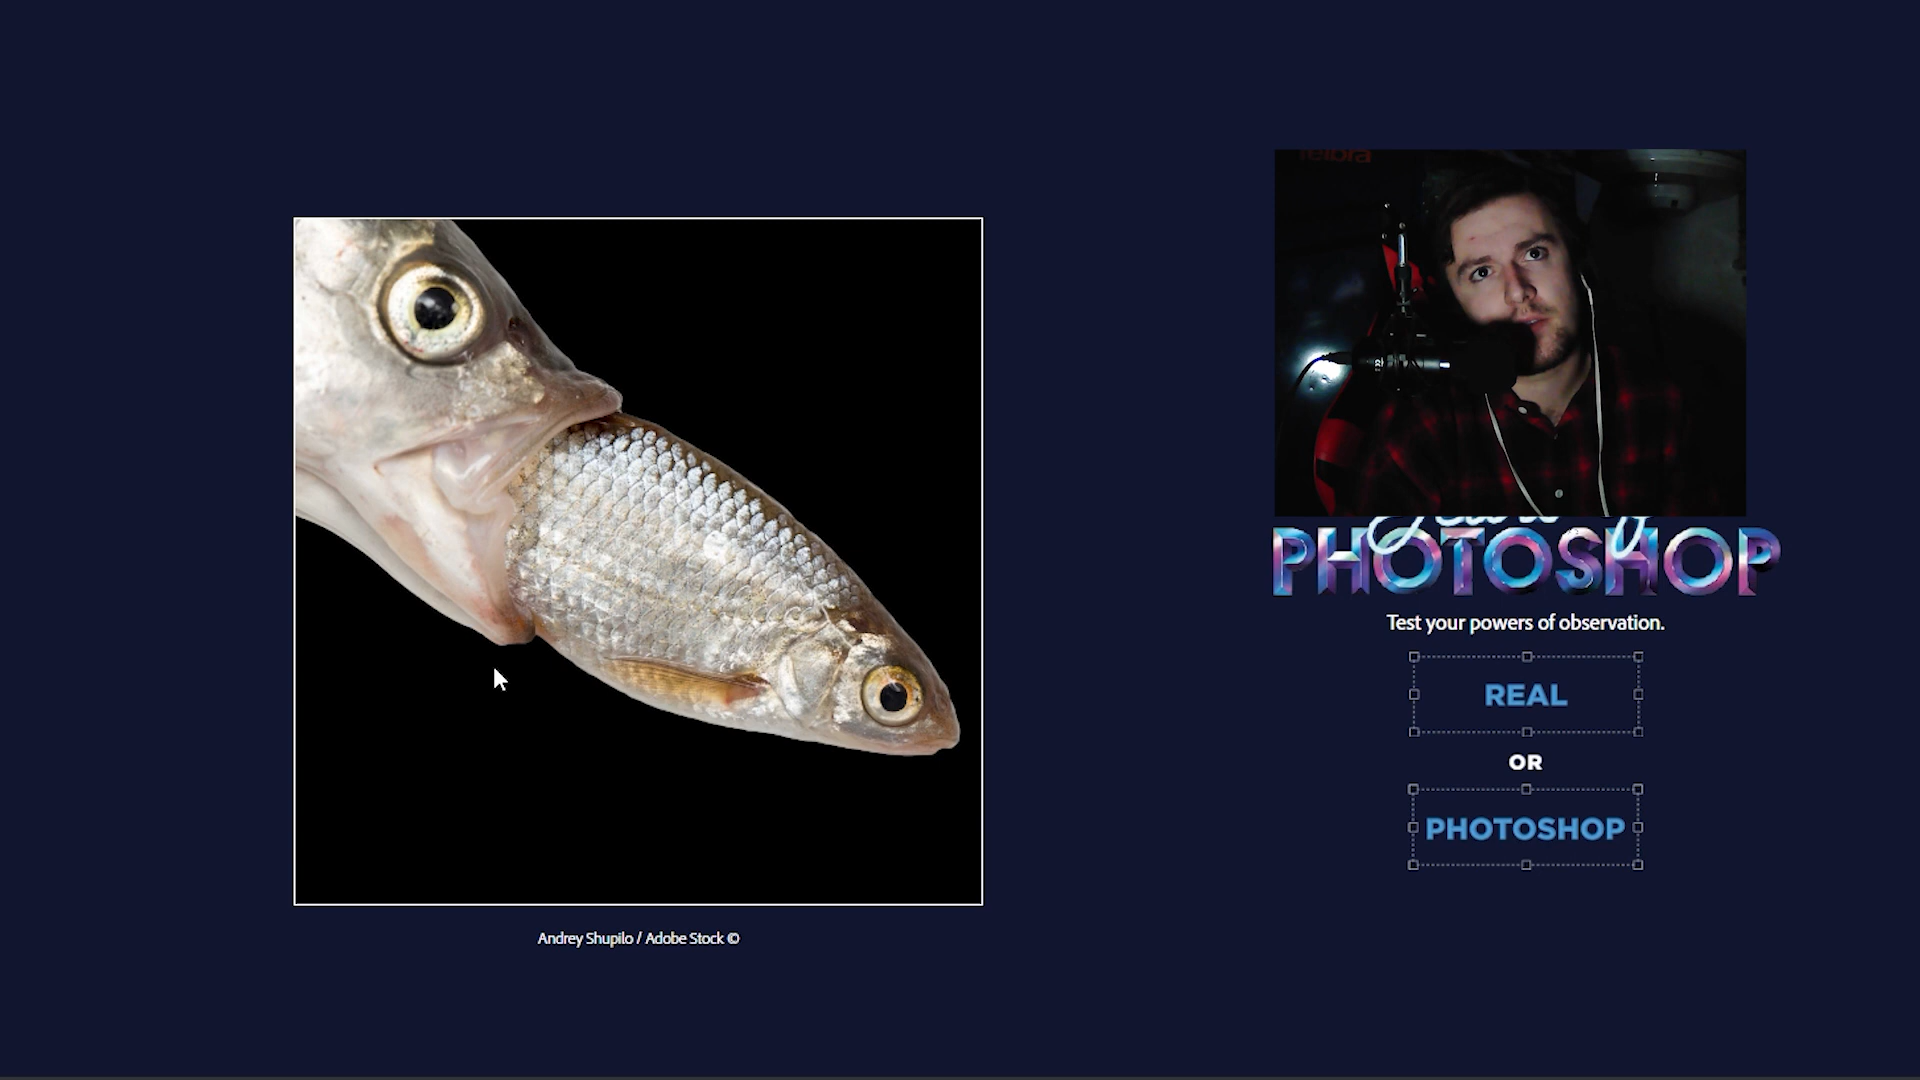 PHOTOSHOP
Test your powers of observation.
REAL
OR
PHOTOSHOP
Andrey Shupilo / Adobe Stock ©